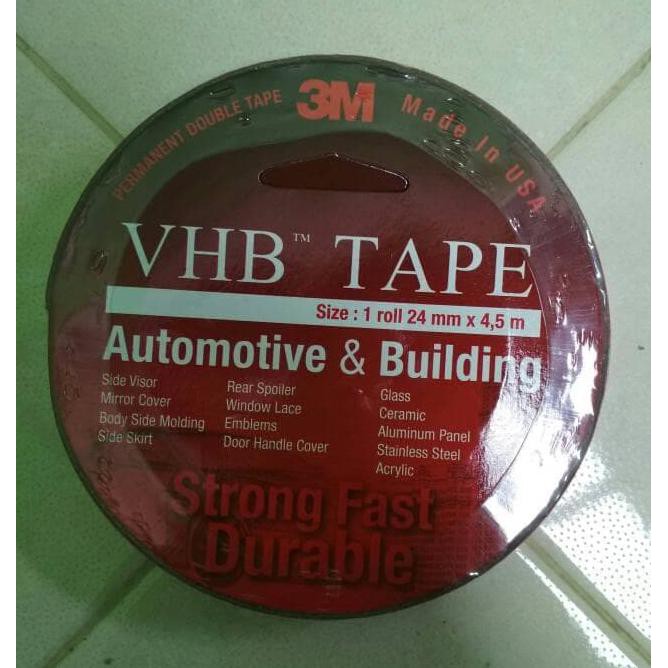 PERMANENT DOUBLE TAPE 3M Made In USA
VHB™ TAPE
Size : 1 roll 24 mm x 4,5 m
Automotive & Building
Side Visor
Mirror Cover
Body Side Molding
Side Skirt
Rear Spoiler
Window Lace
Emblems
Door Handle Cover
Glass
Ceramic
Aluminum Panel
Stainless Steel
Acrylic
Strong Fast
Durable